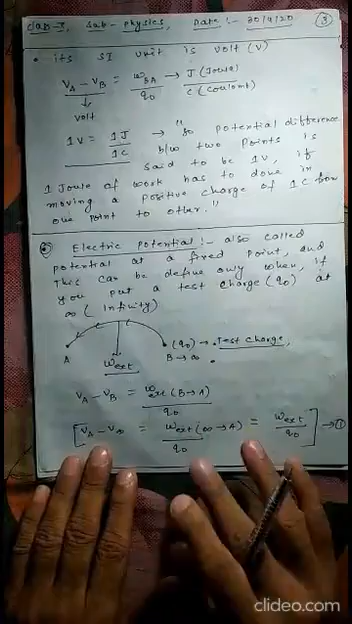 class-3, sub- physics, Date!- 30/4/20 ③
• its SI unit is volt (V)
VA - VB = WBA / q0 → J (Joule) / C (Coulomb)
↓
volt
1V = 1J / 1C → "so potential difference
b/w two points is
said to be 1V, if
1 Joule of work has to done in
moving a positive charge of 1C from
one point to other."
Electric Potential!- also called
potential at a fixed point, and
This can be define only when, if
you put a test charge (q0) at
∞ (Infinity)
A (q0) → Test charge,
B→∞
Wext
VA - VB = Wext (B→A) / q0
[VA - V∞ = Wext (∞→A) / q0 = Wext / q0] →①
clideo.com